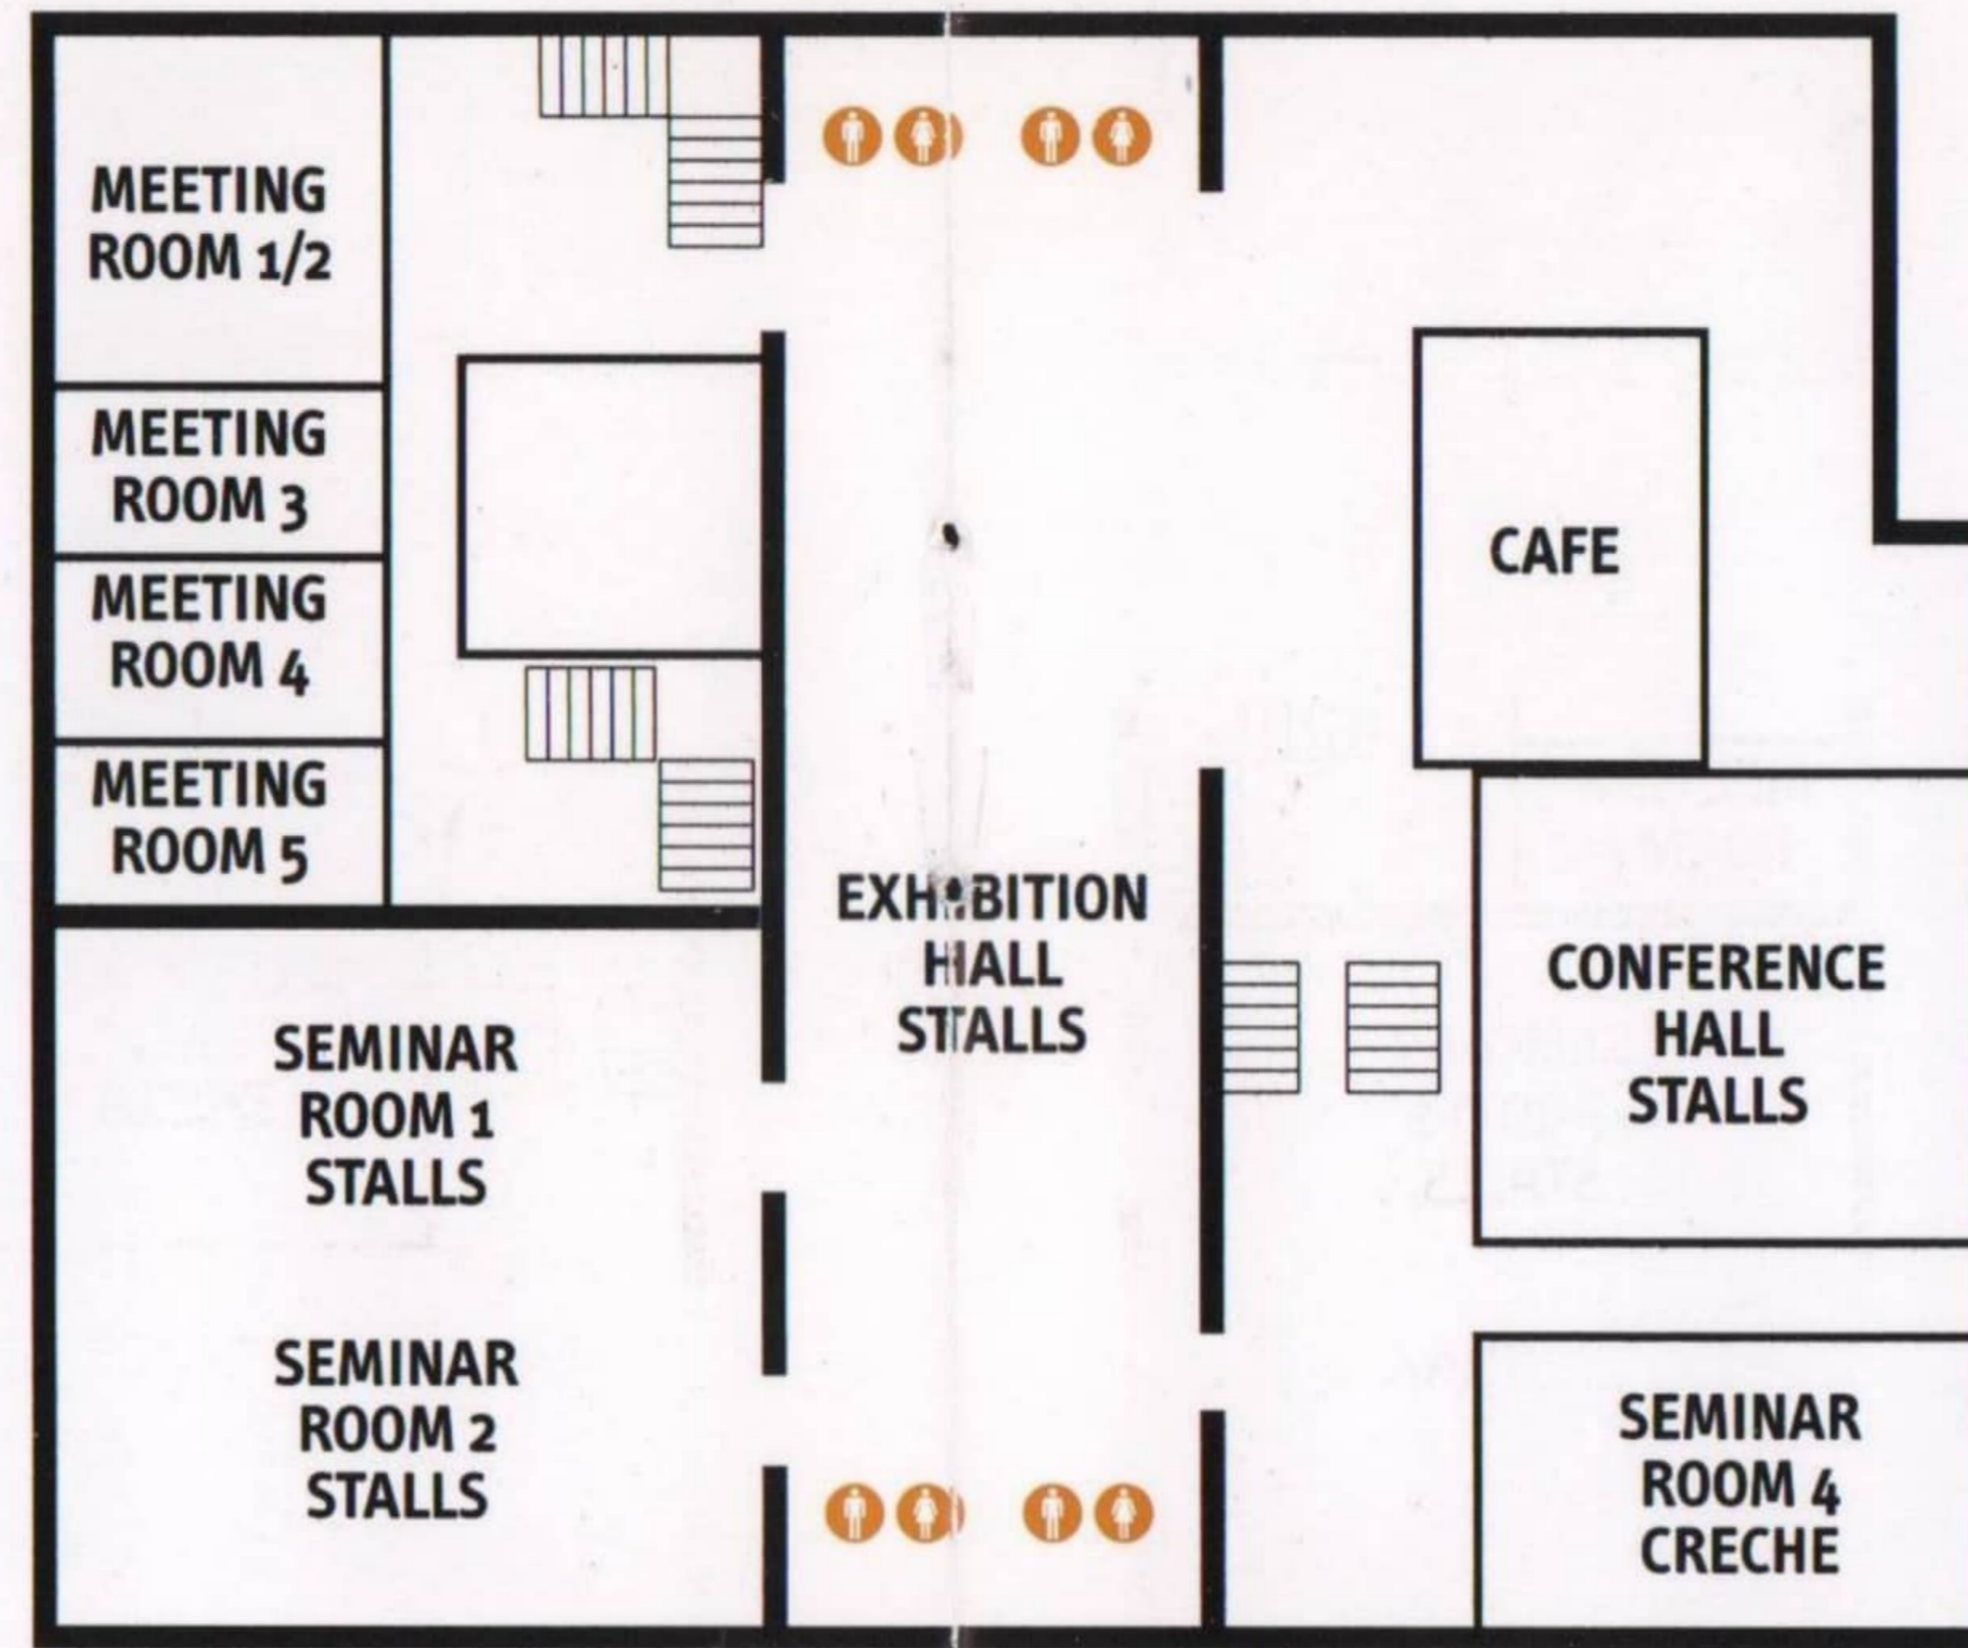 MEETING
ROOM 1/2
MEETING
ROOM 3
MEETING
ROOM 4
MEETING
ROOM 5
SEMINAR
ROOM 1
STALLS
SEMINAR
ROOM 2
STALLS
EXHIBITION
HALL
STALLS
CAFE
CONFERENCE
HALL
STALLS
SEMINAR
ROOM 4
CRECHE